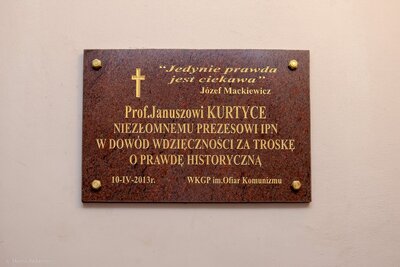 "Jedynie prawda
jest ciekawa"
Józef Mackiewicz
Prof.Januszowi KURTYCE
NIEZŁOMNEMU PREZESOWI IPN
W DOWÓD WDZIĘCZNOŚCI ZA TROSKĘ
O PRAWDĘ HISTORYCZNĄ
10-IV-2013r. WKGP im.Ofiar Komunizmu